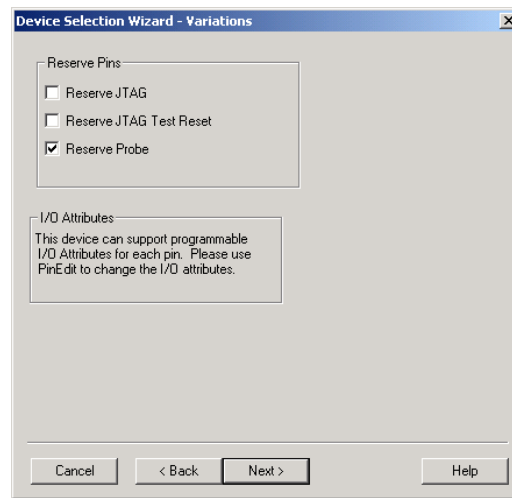 Device Selection Wizard - Variations
Reserve Pins
Reserve JTAG
Reserve JTAG Test Reset
Reserve Probe
I/O Attributes
This device can support programmable
I/O Attributes for each pin. Please use
PinEdit to change the I/O attributes.
Cancel
< Back
Next >
Help